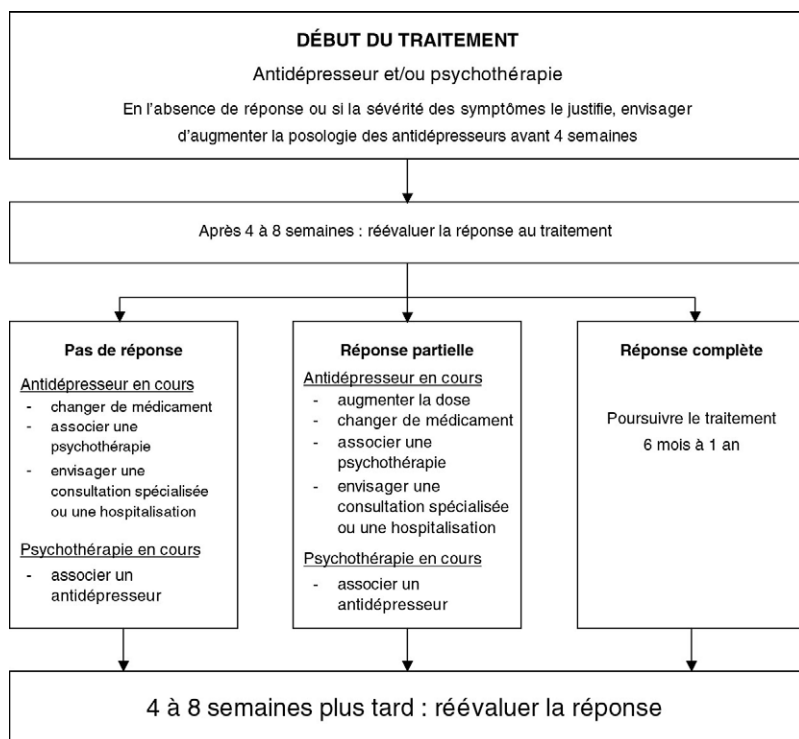 DÉBUT DU TRAITEMENT
Antidépresseur et/ou psychothérapie
En l'absence de réponse ou si la sévérité des symptômes le justifie, envisager
d'augmenter la posologie des antidépresseurs avant 4 semaines
Après 4 à 8 semaines : réévaluer la réponse au traitement
Pas de réponse
Antidépresseur en cours
- changer de médicament
- associer une
psychothérapie
- envisager une
consultation spécialisée
ou une hospitalisation
Psychothérapie en cours
- associer un
antidépresseur
Réponse partielle
Antidépresseur en cours
- augmenter la dose
- changer de médicament
- associer une
psychothérapie
- envisager une
consultation spécialisée
ou une hospitalisation
Psychothérapie en cours
- associer un
antidépresseur
Réponse complète
Poursuivre le traitement
6 mois à 1 an
4 à 8 semaines plus tard : réévaluer la réponse